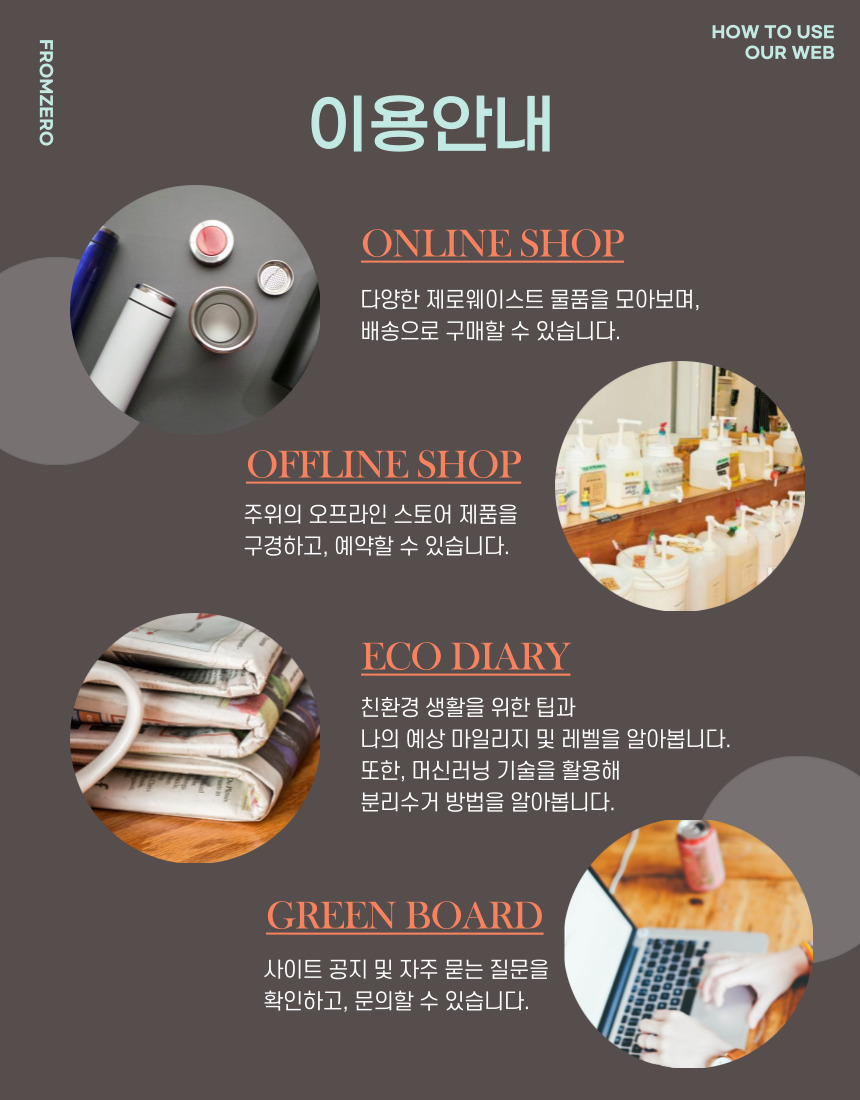 FROMZERO
HOW TO USE
OUR WEB
이용안내
ONLINE SHOP
다양한 제로웨이스트 물품을 모아보며,
배송으로 구매할 수 있습니다.
OFFLINE SHOP
주위의 오프라인 스토어 제품을
구경하고, 예약할 수 있습니다.
ECO DIARY
친환경 생활을 위한 팁과
나의 예상 마일리지 및 레벨을 알아봅니다.
또한, 머신러닝 기술을 활용해
분리수거 방법을 알아봅니다.
GREEN BOARD
사이트 공지 및 자주 묻는 질문을
확인하고, 문의할 수 있습니다.